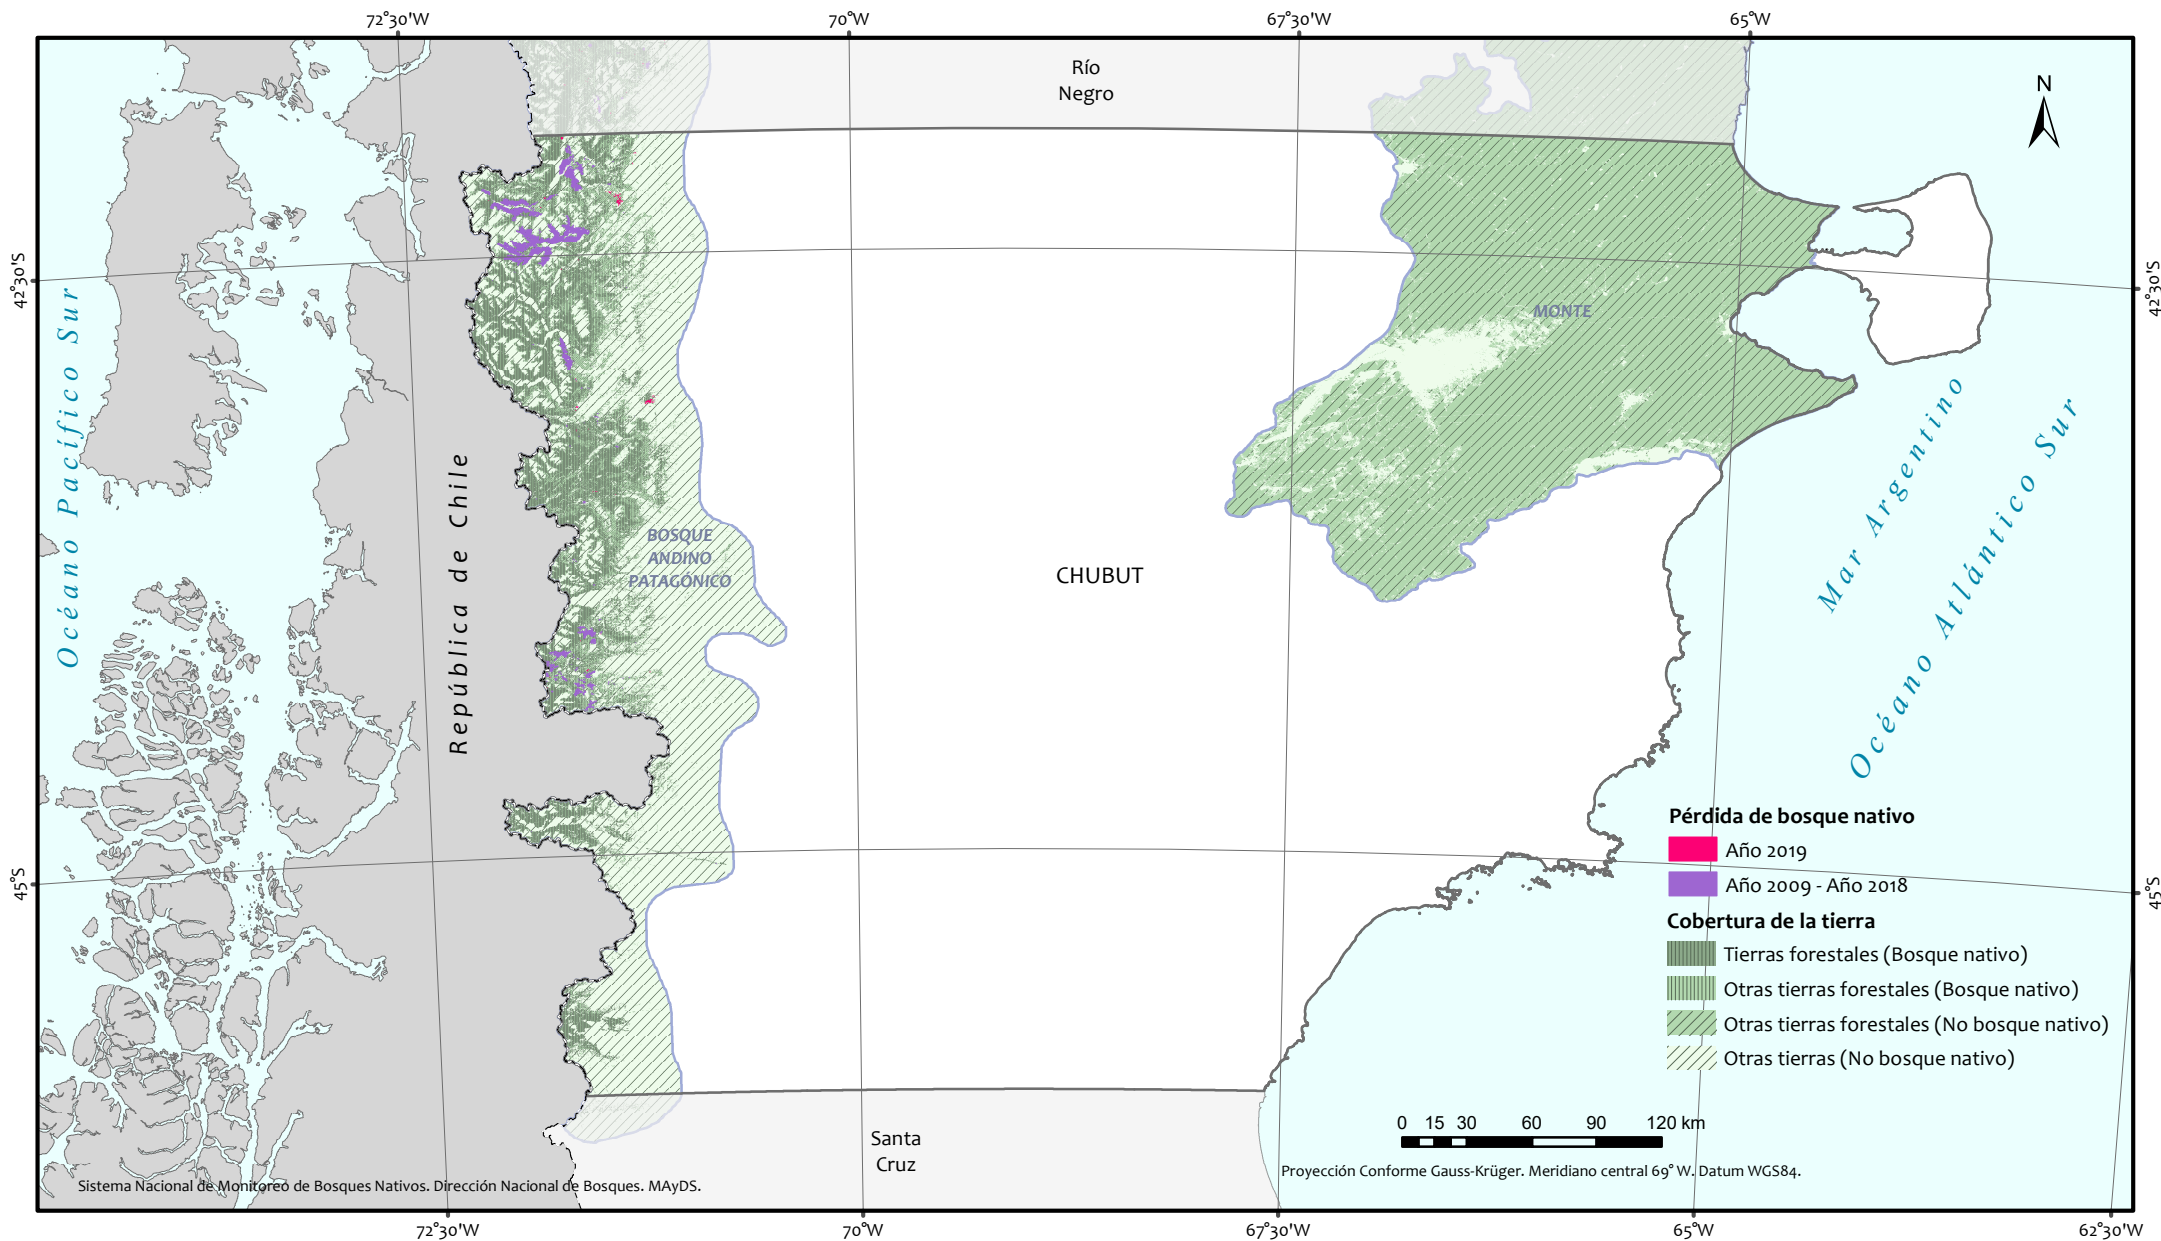 72°30'W
70°W
67°30'W
65°W
Río
Negro
N
42°30'S
42°30'S
MONTE
Océano Pacífico Sur
República de Chile
Mar Argentino
Océano Atlántico Sur
BOSQUE
ANDINO
PATAGÓNICO
CHUBUT
Pérdida de bosque nativo
Año 2019
Año 2009 - Año 2018
45°S
45°S
Cobertura de la tierra
Tierras forestales (Bosque nativo)
Otras tierras forestales (Bosque nativo)
Otras tierras forestales (No bosque nativo)
Otras tierras (No bosque nativo)
0 15 30 60 90 120 km
Santa
Cruz
Proyección Conforme Gauss-Krüger. Meridiano central 69° W. Datum WGS84.
Sistema Nacional de Monitoreo de Bosques Nativos. Dirección Nacional de Bosques. MAyDS.
72°30'W
70°W
67°30'W
65°W
62°30'W